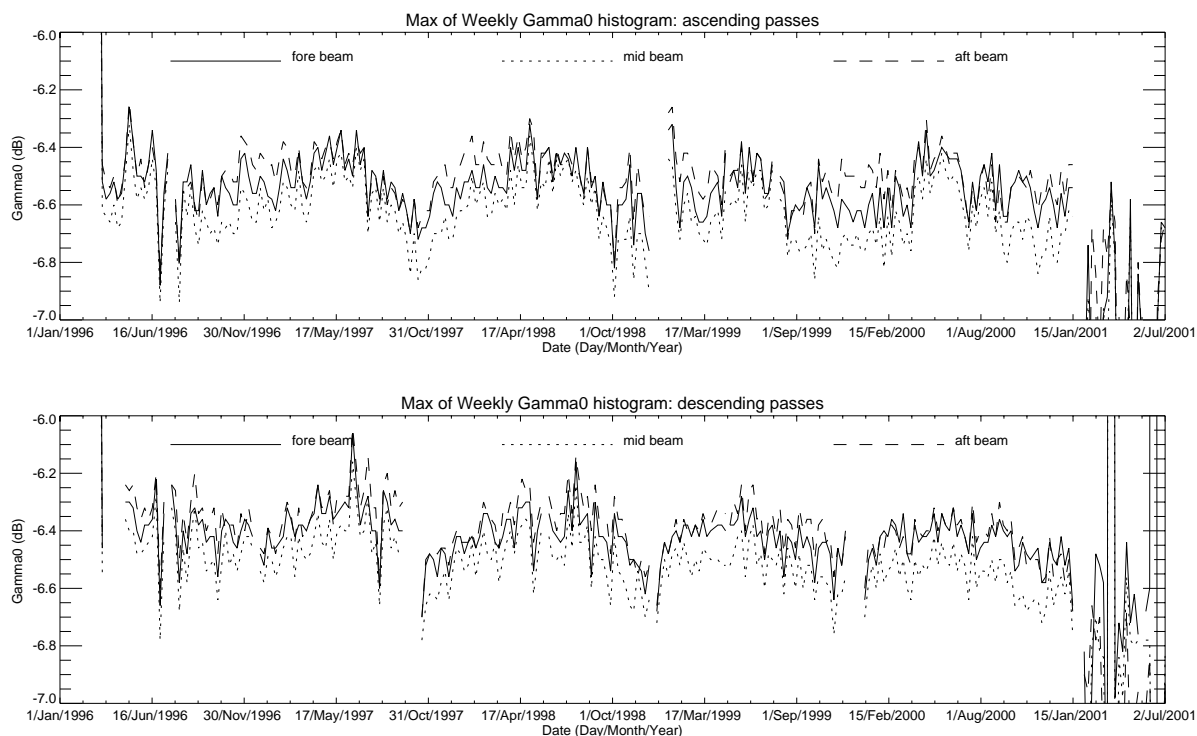 Max of Weekly Gamma0 histogram: ascending passes
-6.0
fore beam mid beam aft beam
-6.2
-6.4
Gamma0 (dB)
-6.6
-6.8
-7.0
1/Jan/1996 16/Jun/1996 30/Nov/1996 17/May/1997 31/Oct/1997 17/Apr/1998 1/Oct/1998 17/Mar/1999 1/Sep/1999 15/Feb/2000 1/Aug/2000 15/Jan/2001 2/Jul/2001
Date (Day/Month/Year)
Max of Weekly Gamma0 histogram: descending passes
-6.0
fore beam mid beam aft beam
-6.2
-6.4
Gamma0 (dB)
-6.6
-6.8
-7.0
1/Jan/1996 16/Jun/1996 30/Nov/1996 17/May/1997 31/Oct/1997 17/Apr/1998 1/Oct/1998 17/Mar/1999 1/Sep/1999 15/Feb/2000 1/Aug/2000 15/Jan/2001 2/Jul/2001
Date (Day/Month/Year)